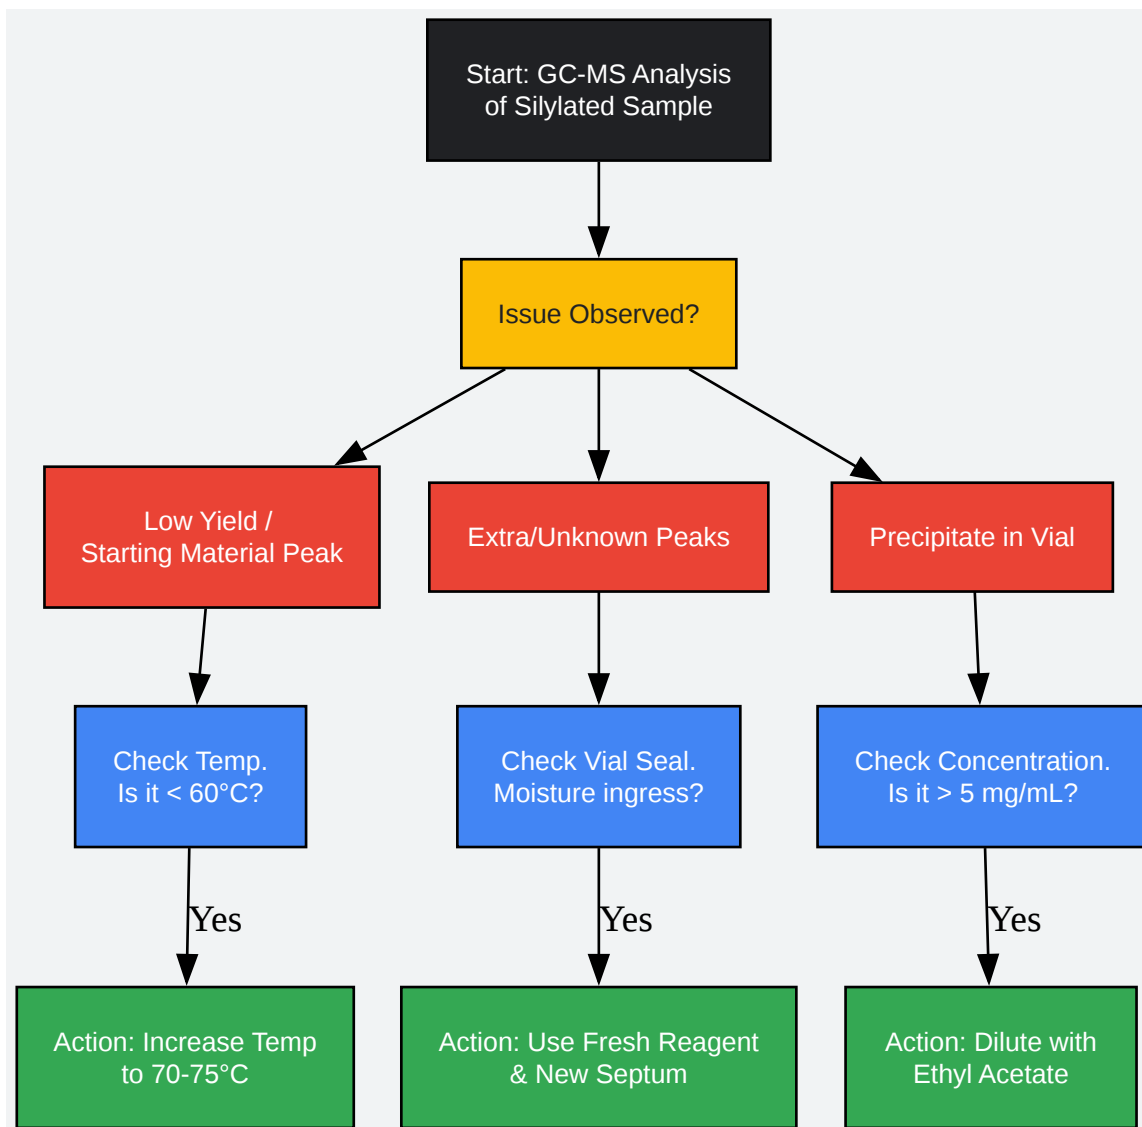 Start: GC-MS Analysis
of Silylated Sample
Issue Observed?
Low Yield /
Starting Material Peak
Extra/Unknown Peaks
Precipitate in Vial
Check Temp.
Is it < 60°C?
Check Vial Seal.
Moisture ingress?
Check Concentration.
Is it > 5 mg/mL?
Yes
Yes
Yes
Action: Increase Temp
to 70-75°C
Action: Use Fresh Reagent
& New Septum
Action: Dilute with
Ethyl Acetate